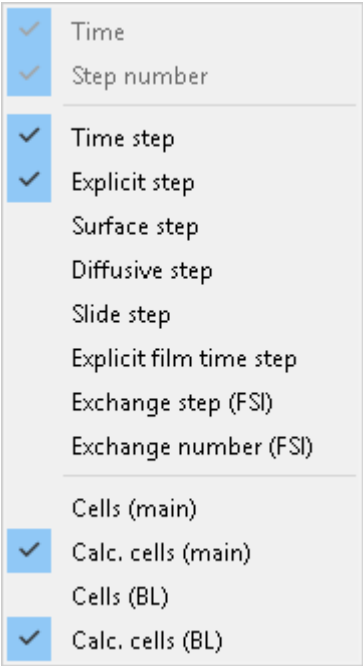 Time
Step number
Time step
Explicit step
Surface step
Diffusive step
Slide step
Explicit film time step
Exchange step (FSI)
Exchange number (FSI)
Cells (main)
Calc. cells (main)
Cells (BL)
Calc. cells (BL)